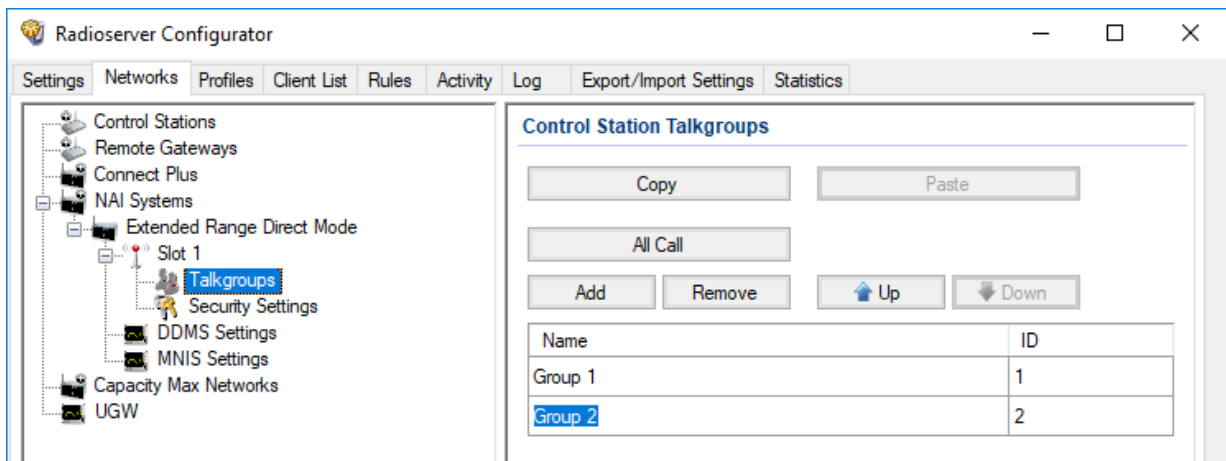 Radioserver Configurator
Settings Networks Profiles Client List Rules Activity Log Export/Import Settings Statistics
Control Stations
Remote Gateways
Connect Plus
NAI Systems
Extended Range Direct Mode
Slot 1
Talkgroups
Security Settings
DDMS Settings
MNIS Settings
Capacity Max Networks
UGW
Control Station Talkgroups
Copy Paste
All Call
Add Remove Up Down
Name ID
Group 1 1
Group 2 2